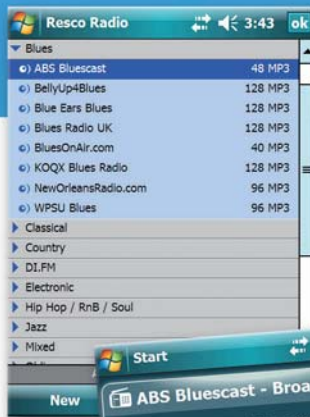 Resco Radio 3:43 ok
Blues
ABS Bluescast 48 MP3
BellyUp4Blues 128 MP3
Blue Ears Blues 128 MP3
Blues Radio UK 128 MP3
BluesOnAir.com 40 MP3
KOQX Blues Radio 128 MP3
NewOrleansRadio.com 96 MP3
WPSU Blues 96 MP3
Classical
Country
DI.FM
Electronic
Hip Hop / RnB / Soul
Jazz
Mixed
Start
New
ABS Bluescast - Broa